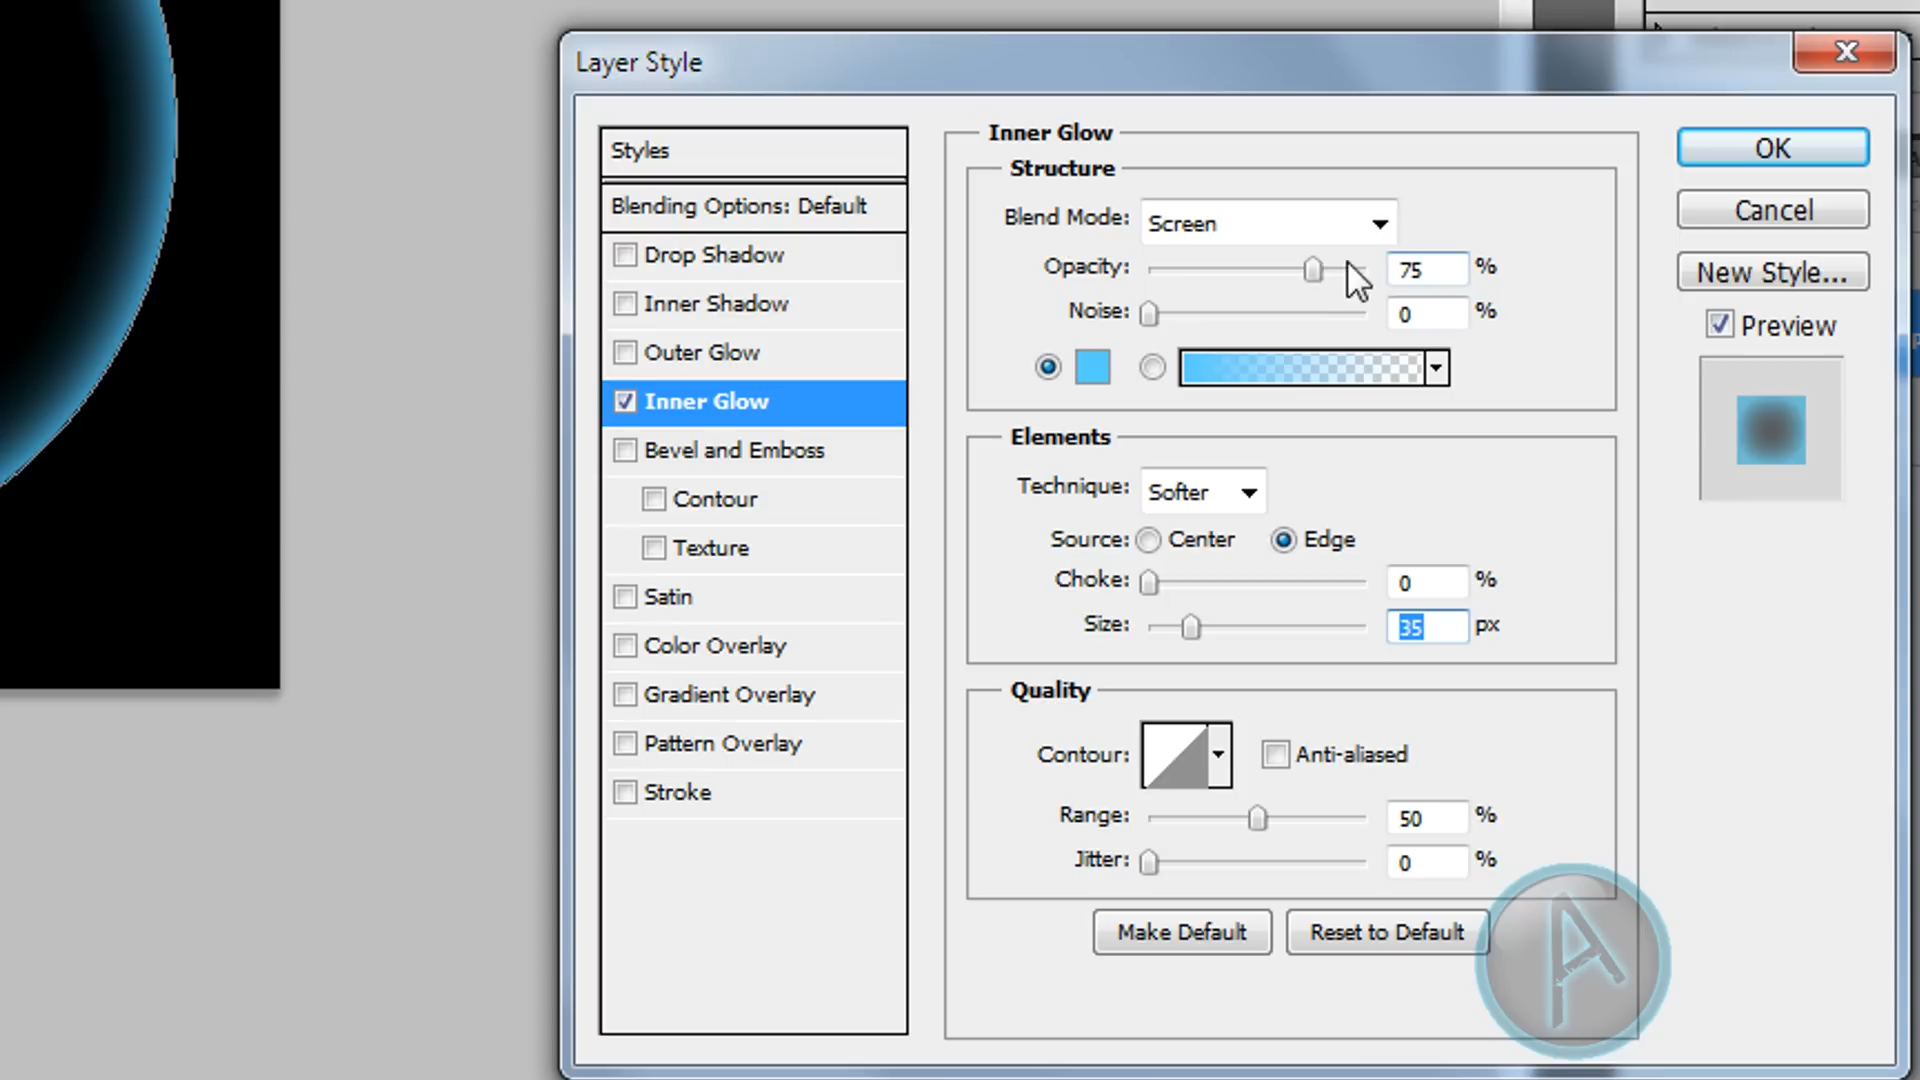 Layer Style
Styles
Blending Options: Default
Drop Shadow
Inner Shadow
Outer Glow
Inner Glow
Bevel and Emboss
Contour
Texture
Satin
Color Overlay
Gradient Overlay
Pattern Overlay
Stroke
Inner Glow
Structure
Blend Mode: Screen
Opacity: 75 %
Noise: 0 %
Elements
Technique: Softer
Source: Center Edge
Choke: 0 %
Size: 35 px
Quality
Contour: Anti-aliased
Range: 50 %
Jitter: 0 %
Make Default Reset to Default
OK
Cancel
New Style...
Preview
A